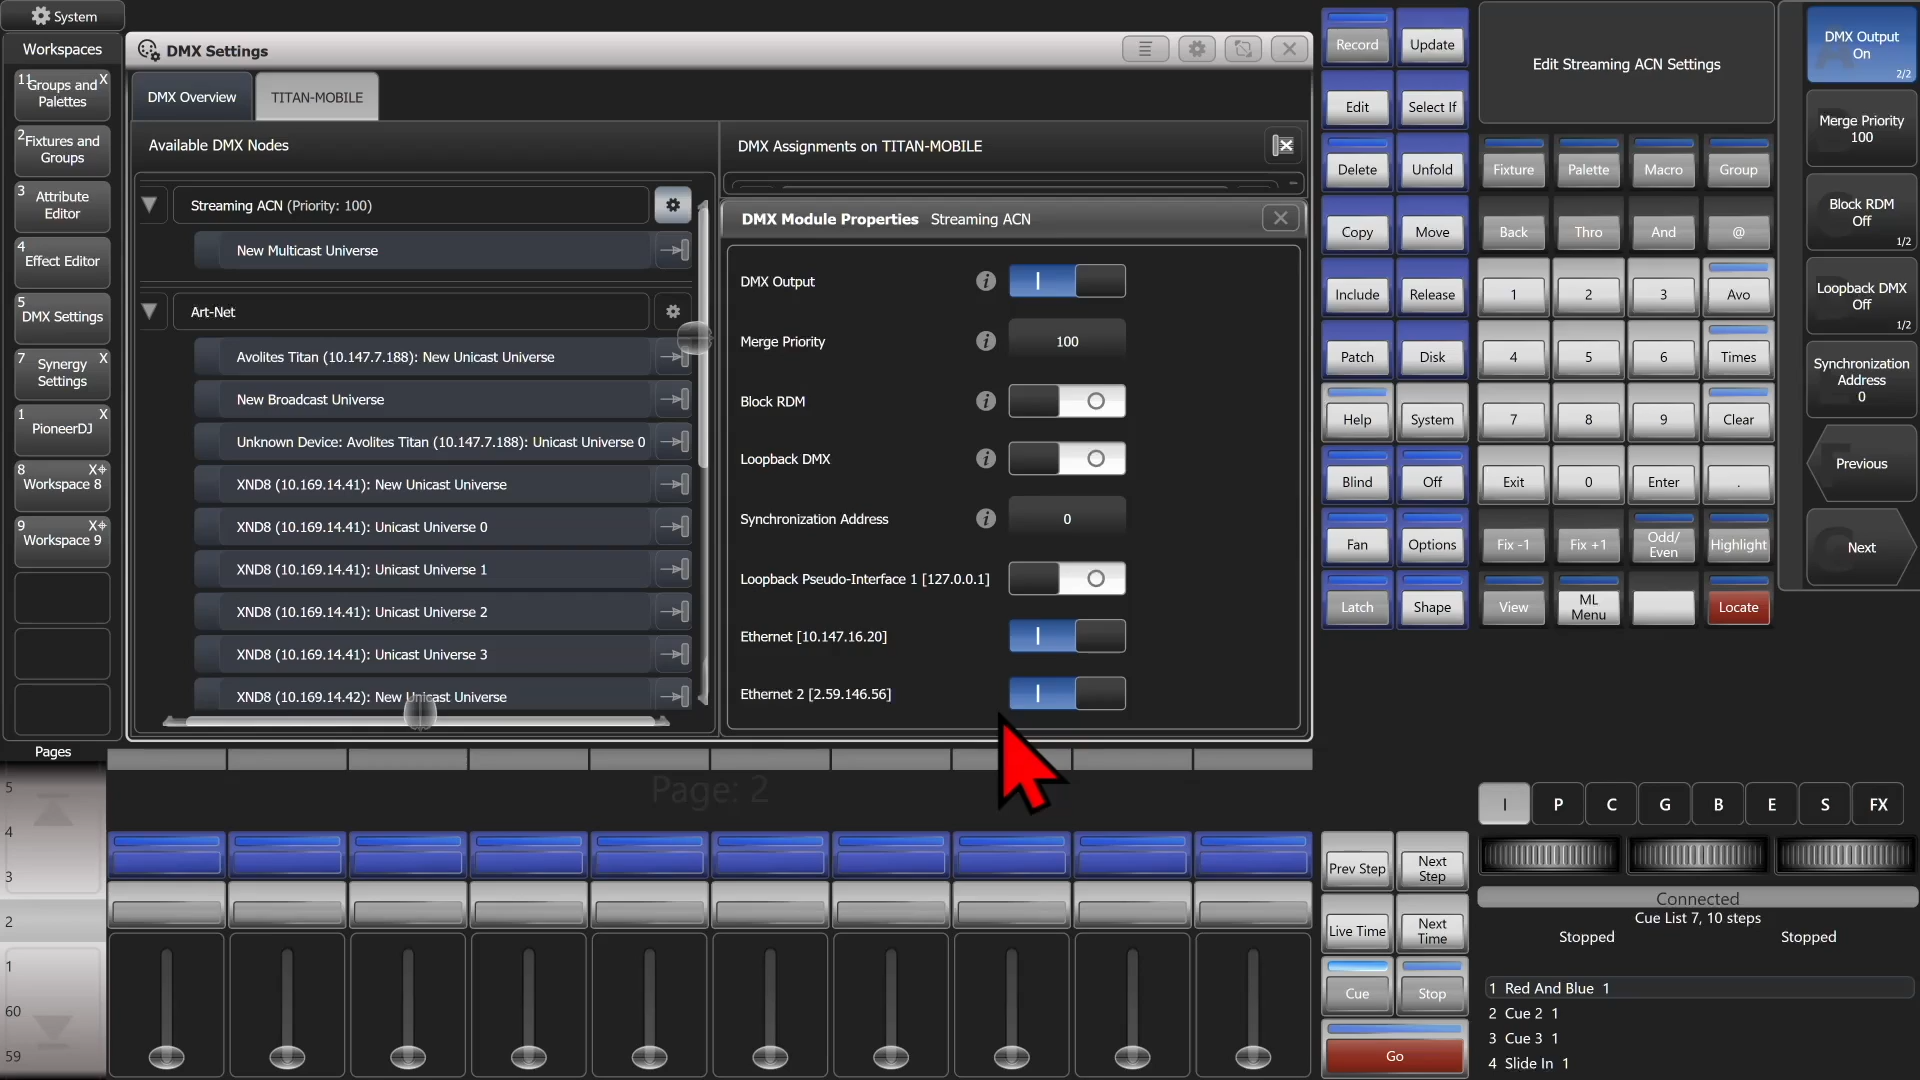 System
Workspaces
11 Groups and Palettes X
2 Fixtures and Groups
3 Attribute Editor
4 Effect Editor
5 DMX Settings
7 Synergy Settings X
1 PioneerDJ X
8 Workspace 8 X
9 Workspace 9 X
Pages
5
4
3
2
1
60
59
DMX Settings
DMX Overview
TITAN-MOBILE
Available DMX Nodes
Streaming ACN (Priority: 100)
New Multicast Universe
Art-Net
Avolites Titan (10.147.7.188): New Unicast Universe
New Broadcast Universe
Unknown Device: Avolites Titan (10.147.7.188): Unicast Universe 0
XND8 (10.169.14.41): New Unicast Universe
XND8 (10.169.14.41): Unicast Universe 0
XND8 (10.169.14.41): Unicast Universe 1
XND8 (10.169.14.41): Unicast Universe 2
XND8 (10.169.14.41): Unicast Universe 3
XND8 (10.169.14.42): New Unicast Universe
DMX Assignments on TITAN-MOBILE
DMX Module Properties Streaming ACN
DMX Output
Merge Priority 100
Block RDM
Loopback DMX
Synchronization Address 0
Loopback Pseudo-Interface 1 [127.0.0.1]
Ethernet [10.147.16.20]
Ethernet 2 [2.59.146.56]
Page: 2
Record Update
Edit Select If
Delete Unfold
Copy Move
Include Release
Patch Disk
Help System
Blind Off
Fan Options
Latch Shape
Edit Streaming ACN Settings
Fixture Palette Macro Group
Back Thro And @
1 2 3 Avo
4 5 6 Times
7 8 9 Clear
Exit 0 Enter .
Fix -1 Fix +1 Odd/ Highlight
Even
View ML Locate
Menu
DMX Output
On
2/2
Merge Priority
100
Block RDM
Off
1/2
Loopback DMX
Off
1/2
Synchronization
Address
0
Previous
Next
Prev Step Next Step
Live Time Next Time
Cue Stop
Go
I P C G B E S FX
Connected
Cue List 7, 10 steps
Stopped Stopped
1 Red And Blue 1
2 Cue 2 1
3 Cue 3 1
4 Slide In 1